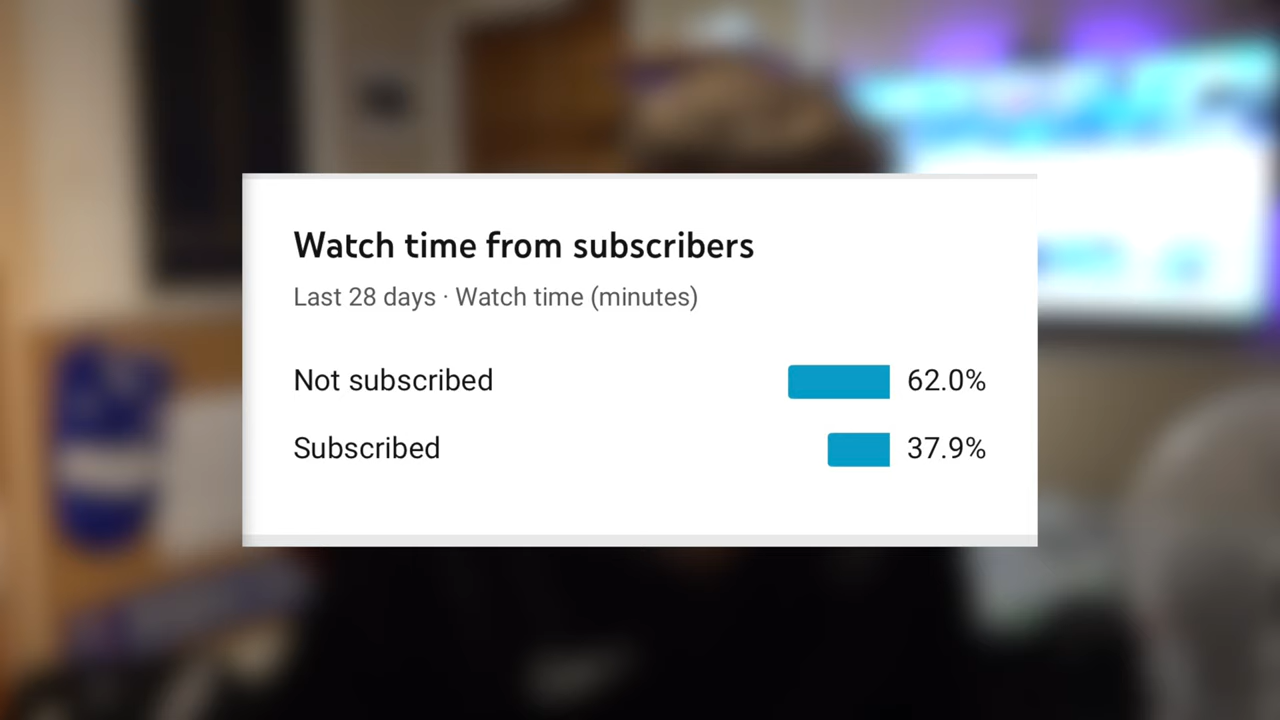 Watch time from subscribers
Last 28 days · Watch time (minutes)
Not subscribed 62.0%
Subscribed 37.9%